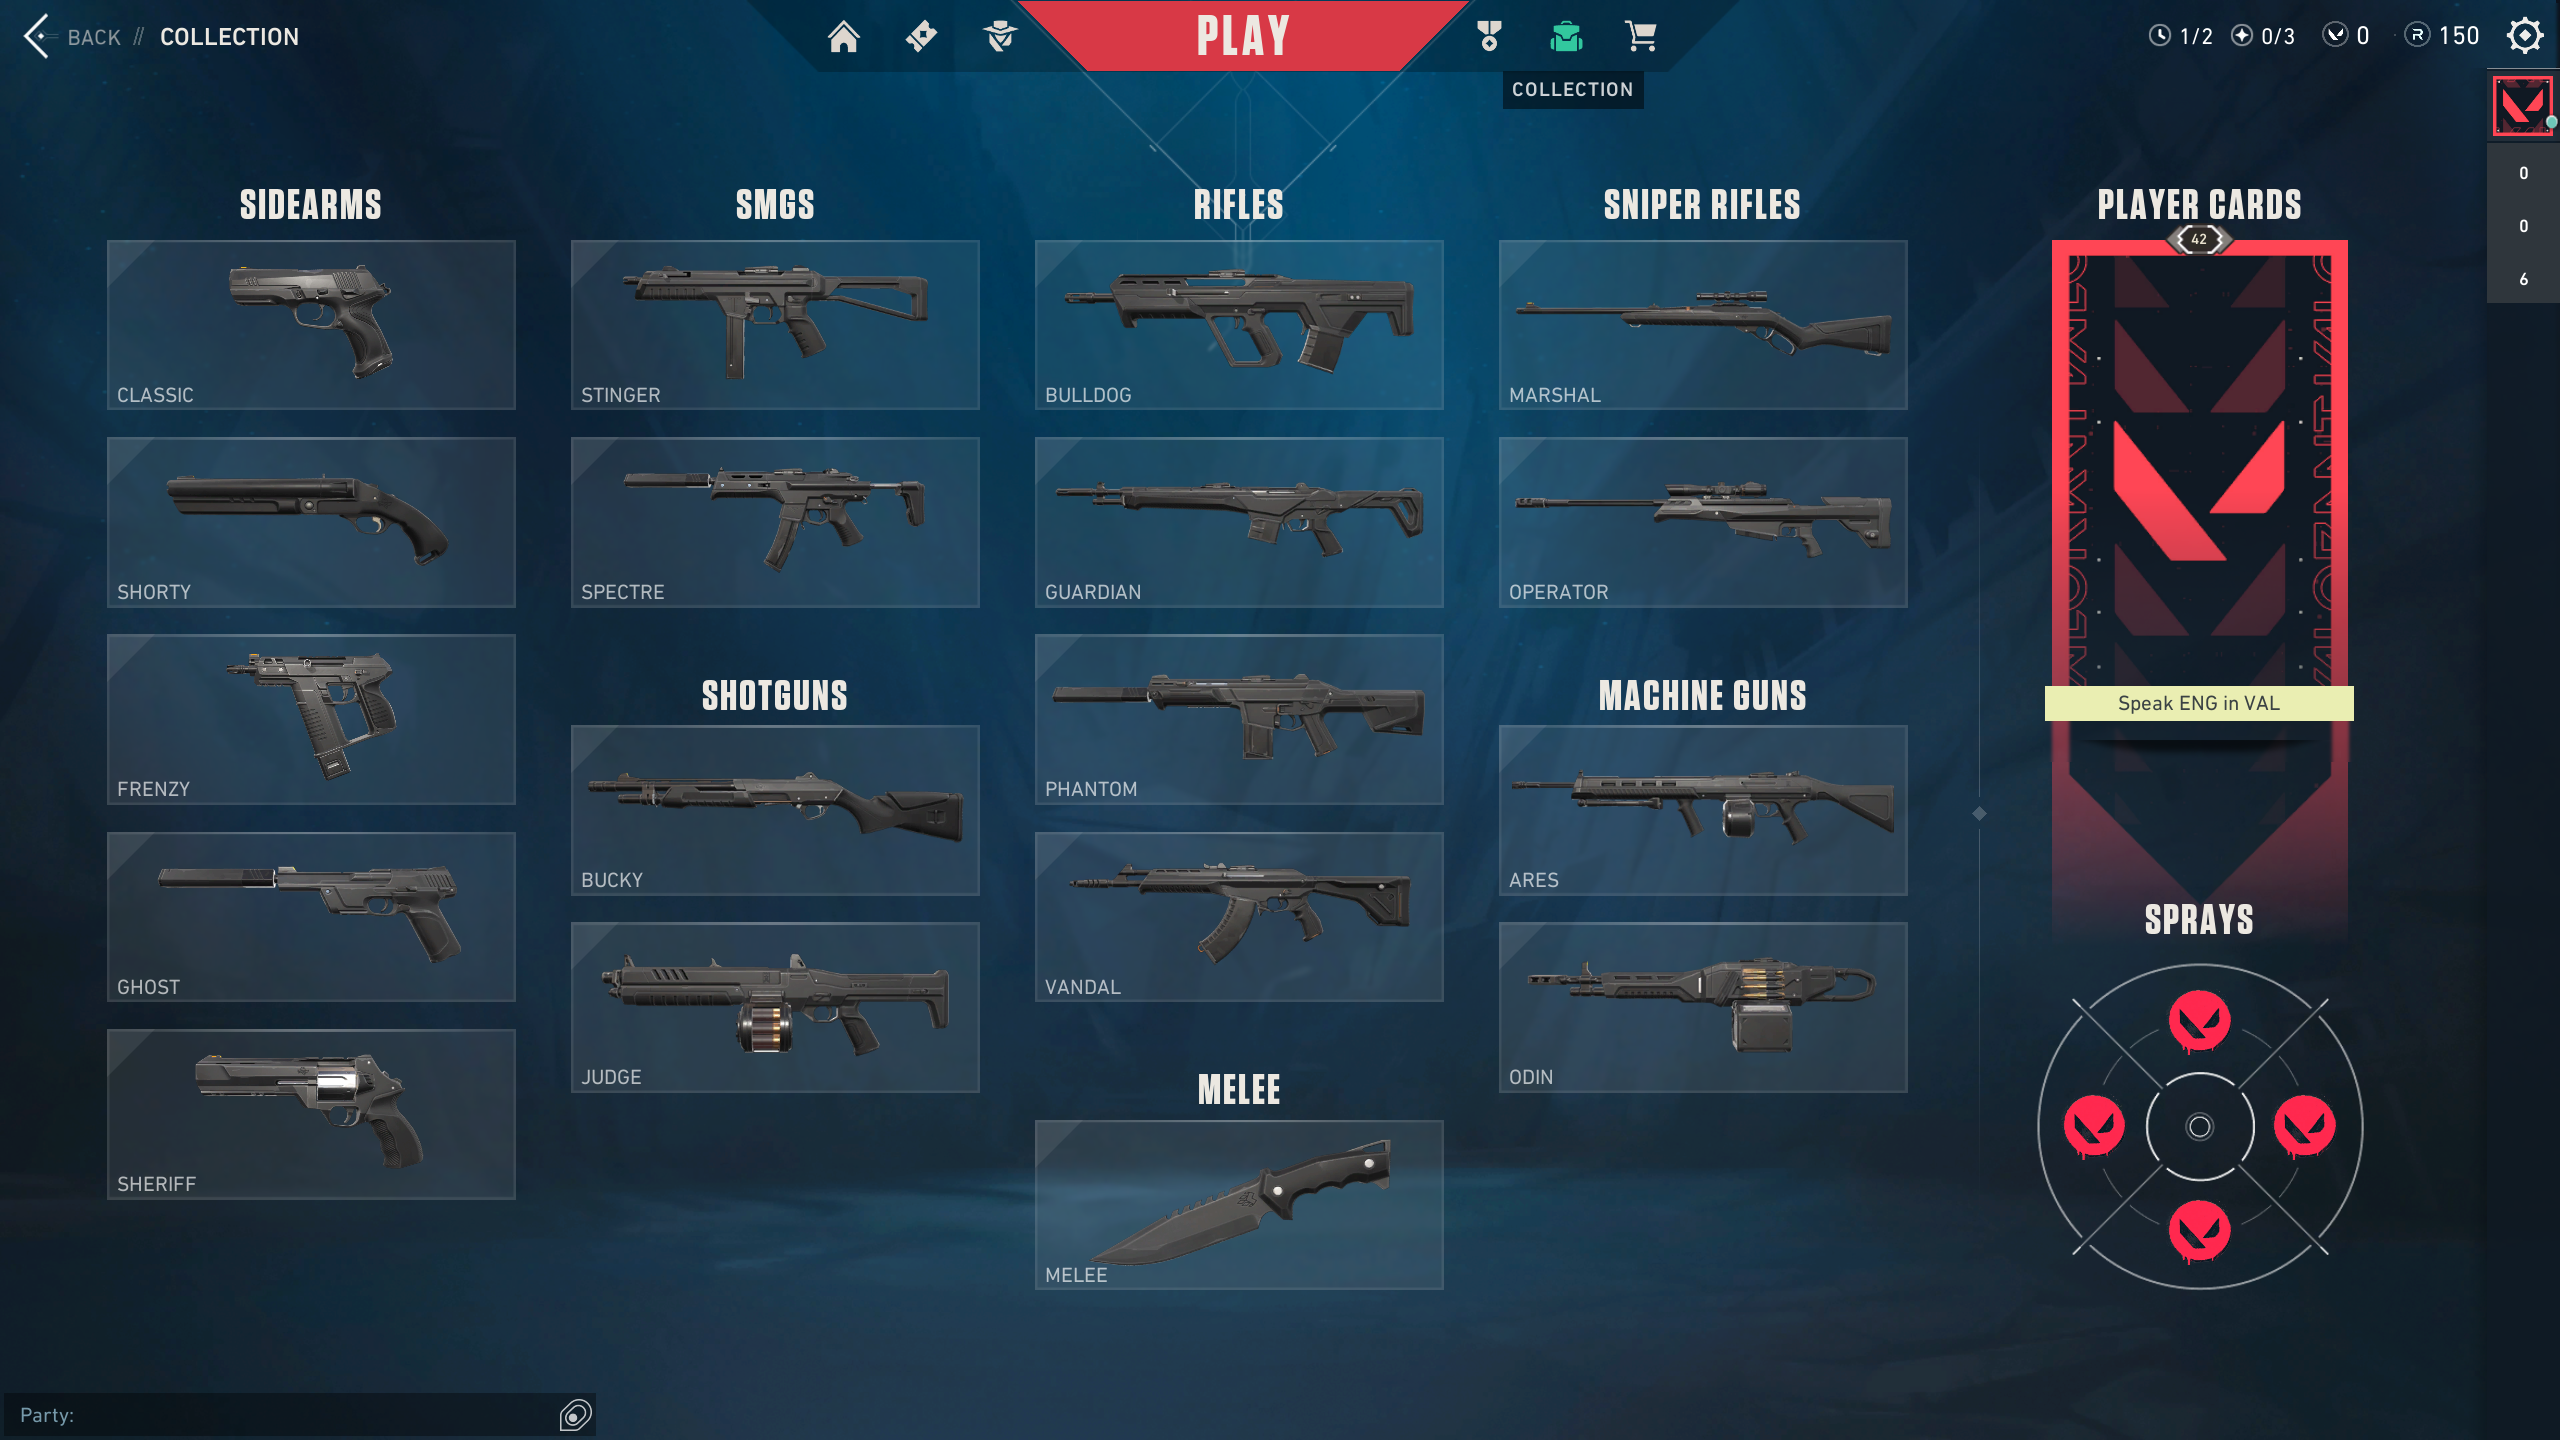 BACK // COLLECTION
PLAY
1/2
0/3
0
150
COLLECTION
0
0
6
SIDEARMS
CLASSIC
SHORTY
FRENZY
GHOST
SHERIFF
SMGS
STINGER
SPECTRE
SHOTGUNS
BUCKY
JUDGE
RIFLES
BULLDOG
GUARDIAN
PHANTOM
VANDAL
MELEE
MELEE
SNIPER RIFLES
MARSHAL
OPERATOR
MACHINE GUNS
ARES
ODIN
PLAYER CARDS
42
VALORANT
VALORANT
Speak ENG in VAL
SPRAYS
Party: